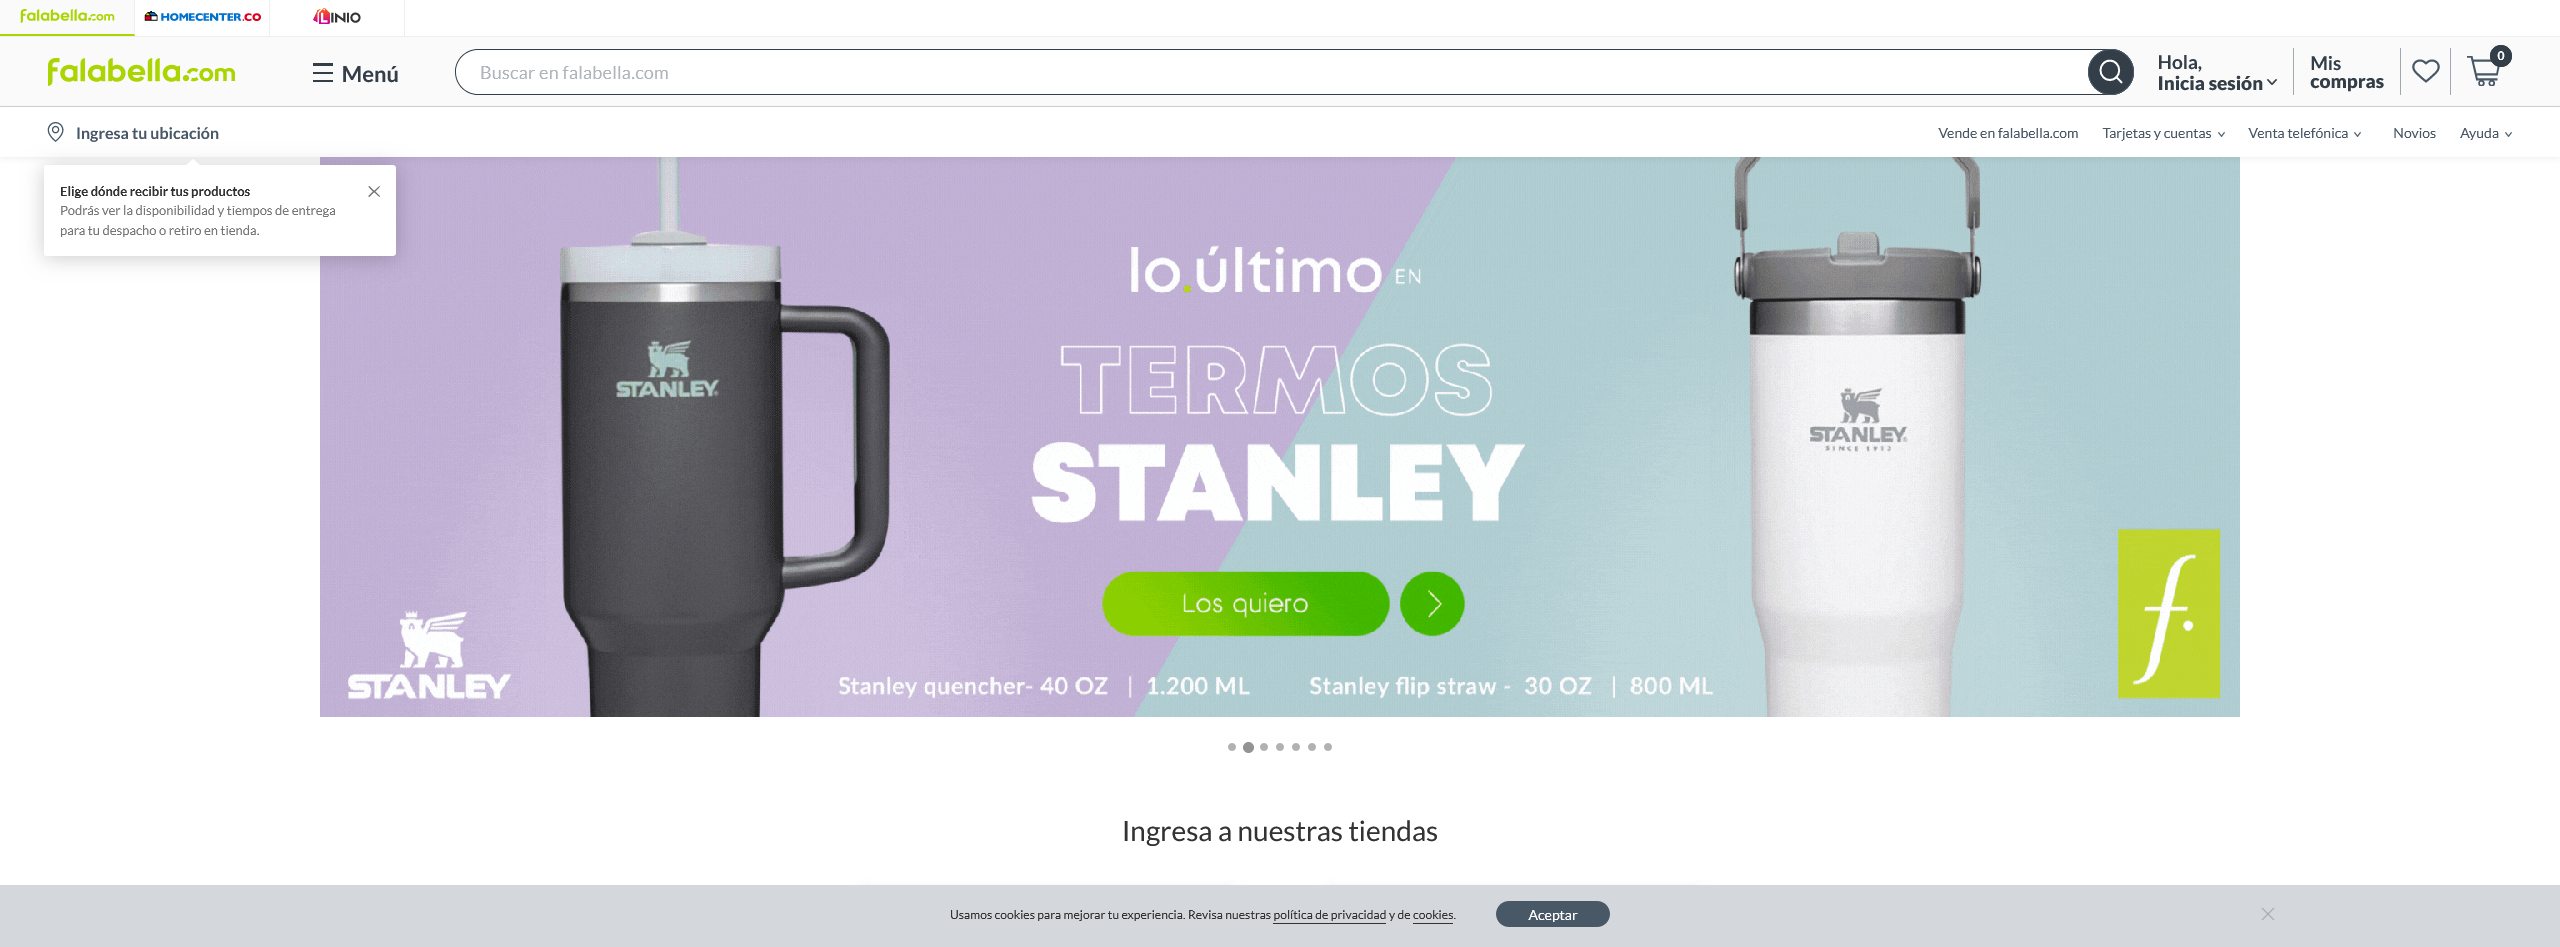 falabella.com
HOMECENTER.CO
LINIO
falabella.com
Menú
Buscar en falabella.com
Hola,
Inicia sesión
Mis
compras
0
Ingresa tu ubicación
Vende en falabella.com
Tarjetas y cuentas
Venta telefónica
Novios
Ayuda
Elige dónde recibir tus productos
Podrás ver la disponibilidad y tiempos de entrega
para tu despacho o retiro en tienda.
lo.último EN
TERMOS
STANLEY
STANLEY
STANLEY
SINCE 1913
Los quiero
f.
STANLEY
Stanley quencher- 40 OZ | 1.200 ML
Stanley flip straw - 30 OZ | 800 ML
Ingresa a nuestras tiendas
Usamos cookies para mejorar tu experiencia. Revisa nuestras política de privacidad y de cookies.
Aceptar